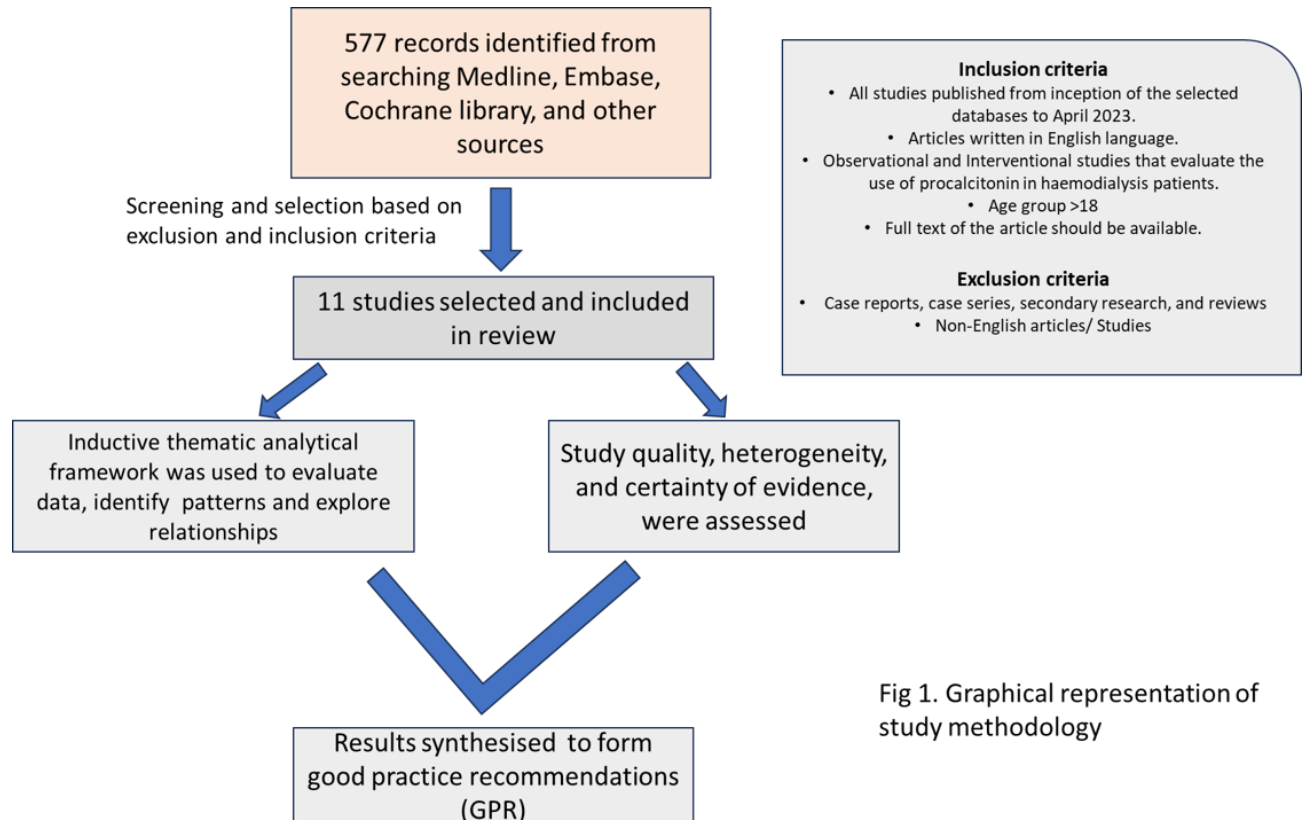 577 records identified from
searching Medline, Embase,
Cochrane library, and other
sources
Inclusion criteria
• All studies published from inception of the selected
databases to April 2023.
• Articles written in English language.
• Observational and Interventional studies that evaluate the
use of procalcitonin in haemodialysis patients.
• Age group >18
• Full text of the article should be available.
Exclusion criteria
• Case reports, case series, secondary research, and reviews
• Non-English articles/ Studies
Screening and selection based on
exclusion and inclusion criteria
11 studies selected and included
in review
Inductive thematic analytical
framework was used to evaluate
data, identify patterns and explore
relationships
Study quality, heterogeneity,
and certainty of evidence,
were assessed
Results synthesised to form
good practice recommendations
(GPR)
Fig 1. Graphical representation of
study methodology